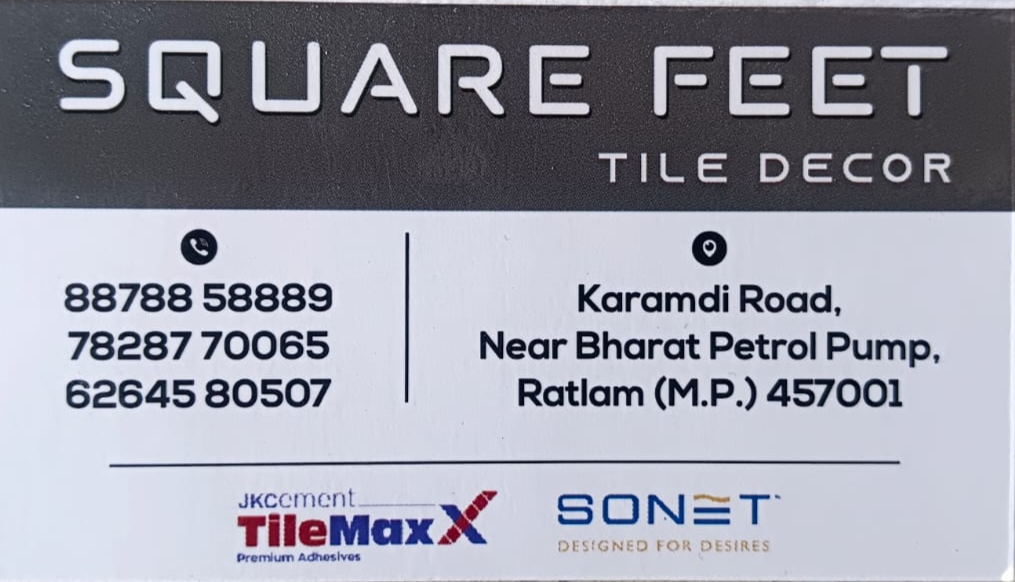 SQUARE FEET
TILE DECOR
88788 58889
78287 70065
62645 80507
Karamdi Road,
Near Bharat Petrol Pump,
Ratlam (M.P.) 457001
JKCement
TileMaxX
Premium Adhesives
SONET
DESIGNED FOR DESIRES